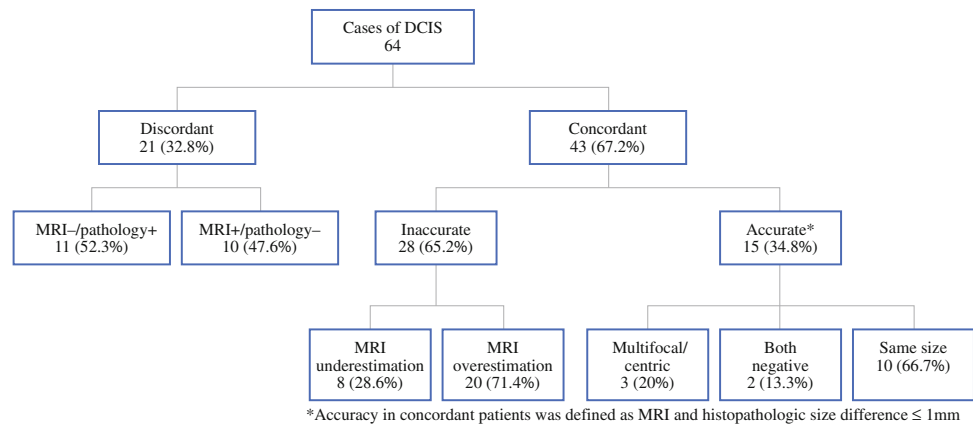 Cases of DCIS
64
Discordant
21 (32.8%)
Concordant
43 (67.2%)
MRI–/pathology+
11 (52.3%)
MRI+/pathology–
10 (47.6%)
Inaccurate
28 (65.2%)
Accurate*
15 (34.8%)
MRI
underestimation
8 (28.6%)
MRI
overestimation
20 (71.4%)
Multifocal/
centric
3 (20%)
Both
negative
2 (13.3%)
Same size
10 (66.7%)
*Accuracy in concordant patients was defined as MRI and histopathologic size difference ≤ 1mm